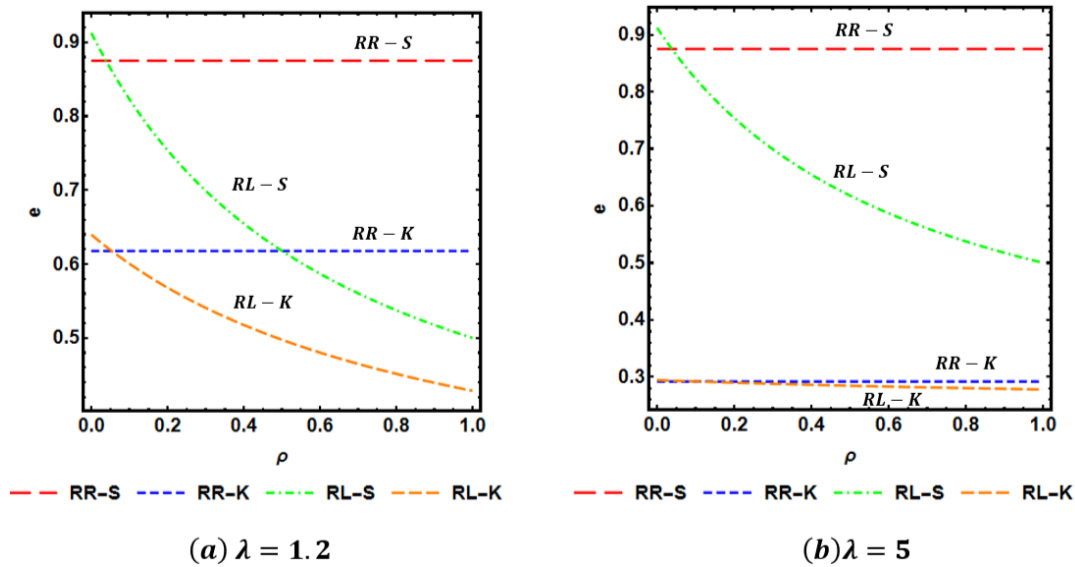 RR – S
RL – S
RR – K
RL – K
e
0.9
0.8
0.7
0.6
0.5
0.0 0.2 0.4 0.6 0.8 1.0
ρ
RR–S RR–K RL–S RL–K
(a) λ = 1.2
RR – S
RL – S
RR – K
RL – K
e
0.9
0.8
0.7
0.6
0.5
0.4
0.3
0.0 0.2 0.4 0.6 0.8 1.0
ρ
RR–S RR–K RL–S RL–K
(b)λ = 5